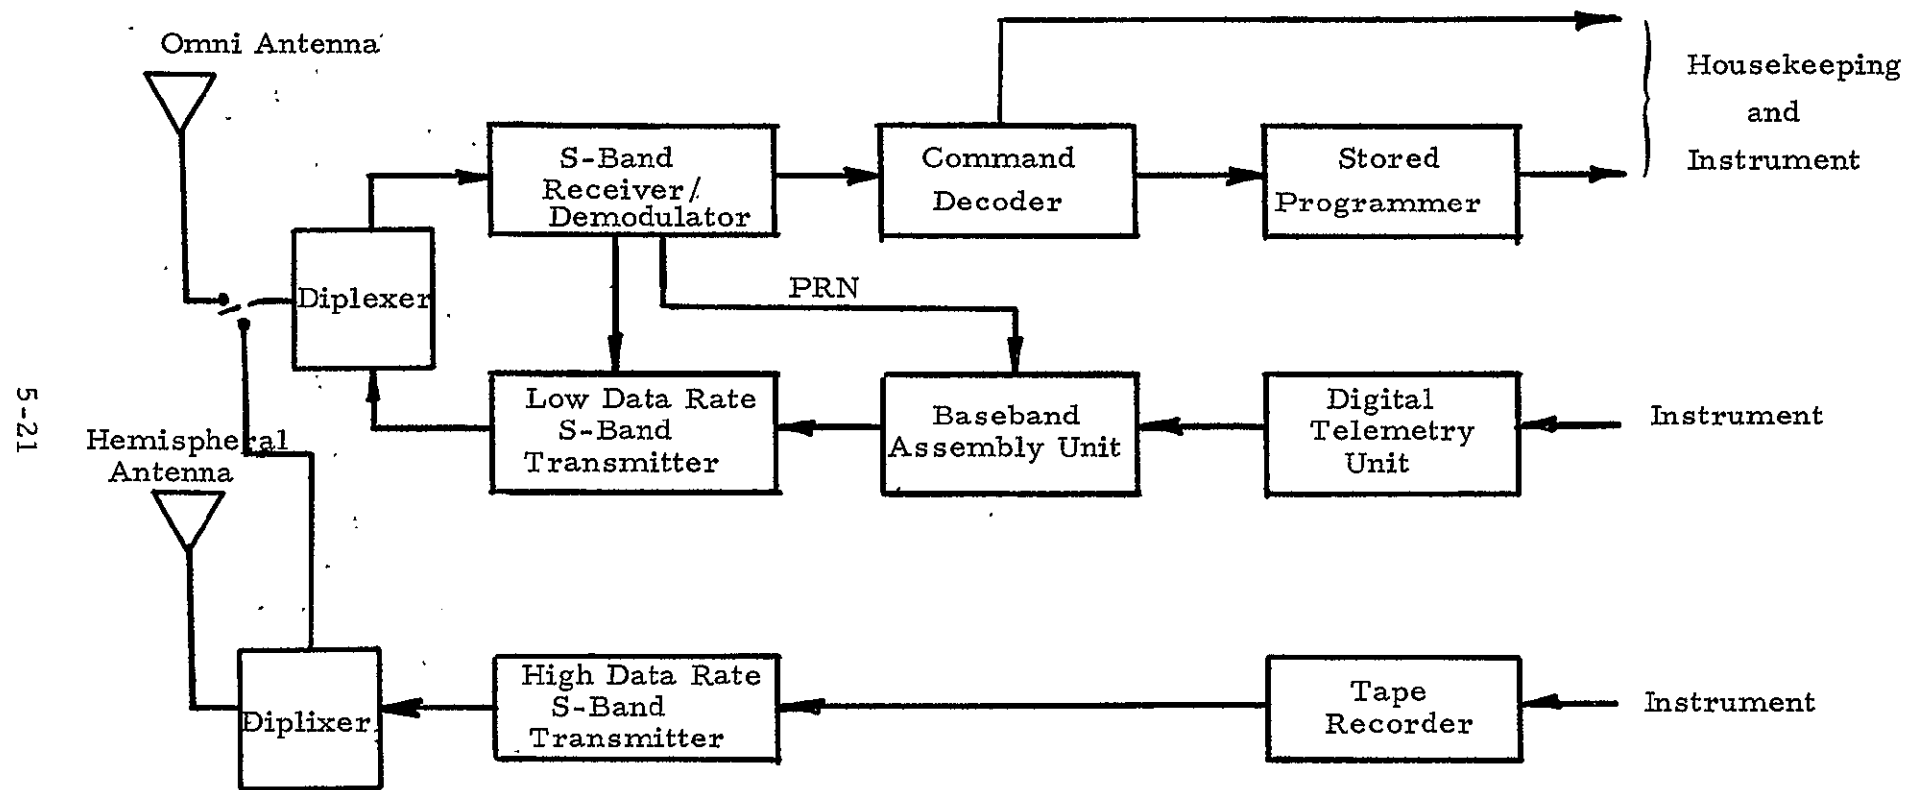 Omni Antenna
Housekeeping
and
Instrument
S-Band
Receiver/
Demodulator
Command
Decoder
Stored
Programmer
Diplexer
PRN
Low Data Rate
S-Band
Transmitter
Baseband
Assembly Unit
Digital
Telemetry
Unit
Instrument
5-21
Hemispheral
Antenna
Diplixer
High Data Rate
S-Band
Transmitter
Tape
Recorder
Instrument